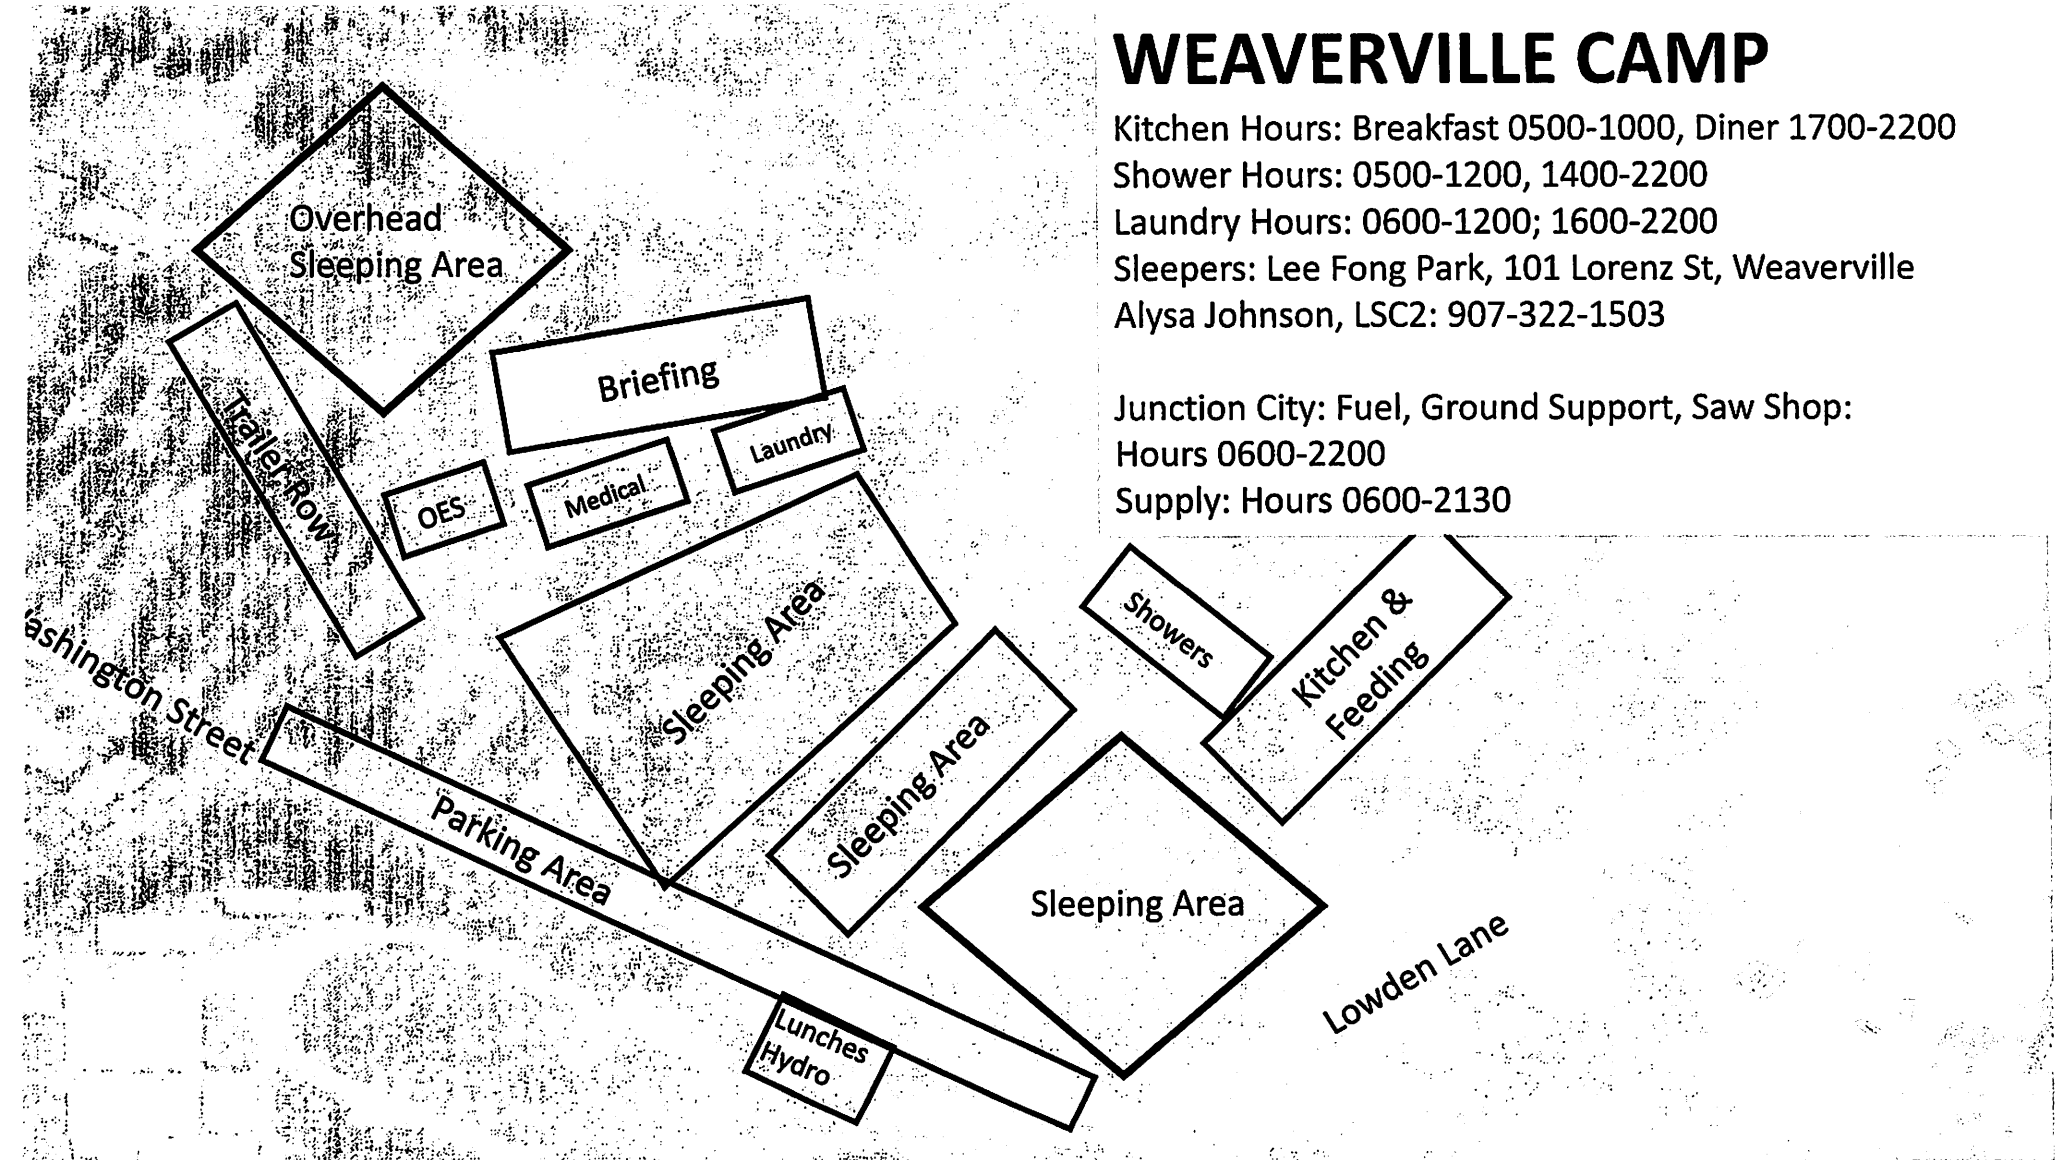 WEAVERVILLE CAMP
Kitchen Hours: Breakfast 0500-1000, Diner 1700-2200
Shower Hours: 0500-1200, 1400-2200
Laundry Hours: 0600-1200; 1600-2200
Sleepers: Lee Fong Park, 101 Lorenz St, Weaverville
Alysa Johnson, LSC2: 907-322-1503
Junction City: Fuel, Ground Support, Saw Shop:
Hours 0600-2200
Supply: Hours 0600-2130
Overhead
Sleeping Area
Briefing
Trailer Row
Laundry
OES
Medical
Sleeping Area
Showers
Kitchen &
Feeding
ashington Street
Parking Area
Sleeping Area
Sleeping Area
Lunches
Hydro
Lowden Lane